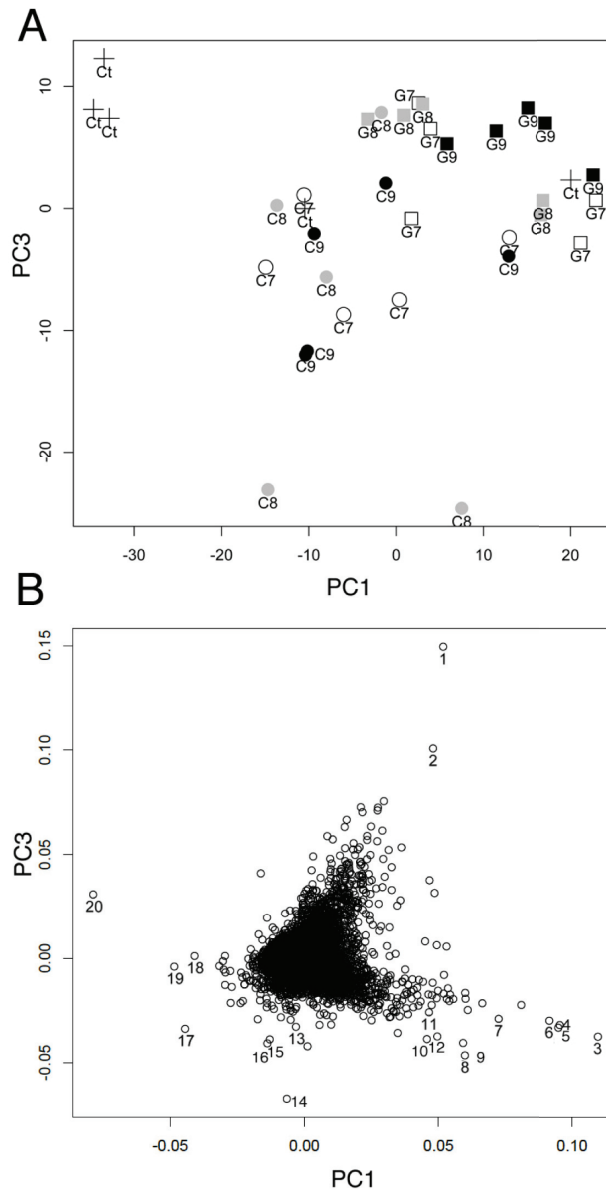 A
Ct
Ct Ct
G7
C8 G8
G8 G8 G7
G9 G9 G9
G9
C9
Ct G9
G8 G7
G8
C8 C7
Ct
G7
C9
C7
C9 G7
C7
C8
C7 C7
C9
C9
C8
C8
10
0
-10
-20
PC3
-30 -20 -10 0 10 20
PC1
B
1
2
20
19 18
17
16 15 13
14
11
10 12
8 9
7
6 4
5
3
0.15
0.10
0.05
0.00
-0.05
PC3
-0.05 0.00 0.05 0.10
PC1